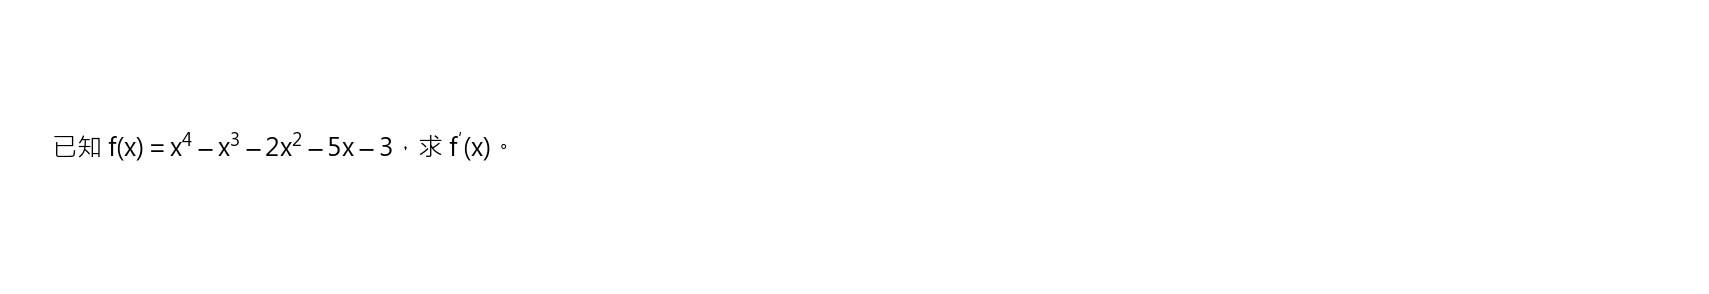 已知 f(x) = x⁴ – x³ – 2x² – 5x – 3，求 f′(x)。